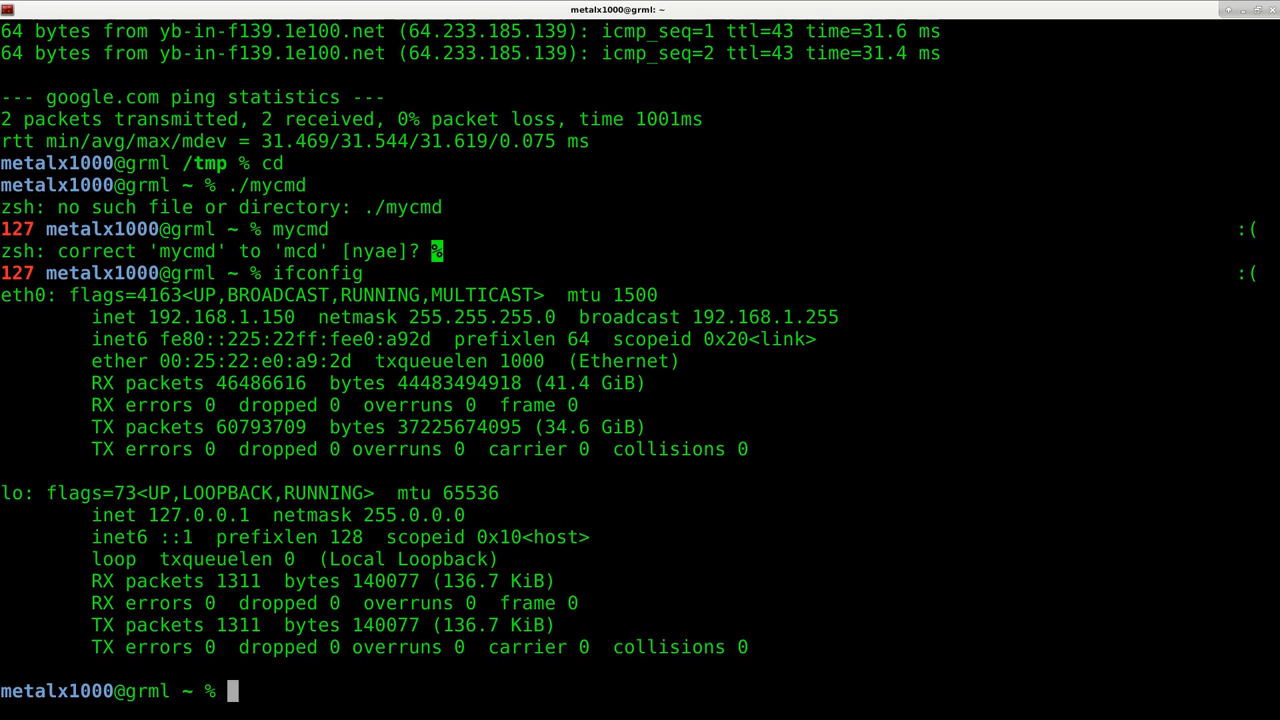 metalx1000@grml: ~
64 bytes from yb-in-f139.1e100.net (64.233.185.139): icmp_seq=1 ttl=43 time=31.6 ms
64 bytes from yb-in-f139.1e100.net (64.233.185.139): icmp_seq=2 ttl=43 time=31.4 ms
--- google.com ping statistics ---
2 packets transmitted, 2 received, 0% packet loss, time 1001ms
rtt min/avg/max/mdev = 31.469/31.544/31.619/0.075 ms
metalx1000@grml /tmp % cd
metalx1000@grml ~ % ./mycmd
zsh: no such file or directory: ./mycmd
127 metalx1000@grml ~ % mycmd :(
zsh: correct 'mycmd' to 'mcd' [nyae]? %
127 metalx1000@grml ~ % ifconfig :(
eth0: flags=4163<UP,BROADCAST,RUNNING,MULTICAST>  mtu 1500
        inet 192.168.1.150  netmask 255.255.255.0  broadcast 192.168.1.255
        inet6 fe80::225:22ff:fee0:a92d  prefixlen 64  scopeid 0x20<link>
        ether 00:25:22:e0:a9:2d  txqueuelen 1000  (Ethernet)
        RX packets 46486616  bytes 44483494918 (41.4 GiB)
        RX errors 0  dropped 0  overruns 0  frame 0
        TX packets 60793709  bytes 37225674095 (34.6 GiB)
        TX errors 0  dropped 0 overruns 0  carrier 0  collisions 0
lo: flags=73<UP,LOOPBACK,RUNNING>  mtu 65536
        inet 127.0.0.1  netmask 255.0.0.0
        inet6 ::1  prefixlen 128  scopeid 0x10<host>
        loop  txqueuelen 0  (Local Loopback)
        RX packets 1311  bytes 140077 (136.7 KiB)
        RX errors 0  dropped 0  overruns 0  frame 0
        TX packets 1311  bytes 140077 (136.7 KiB)
        TX errors 0  dropped 0 overruns 0  carrier 0  collisions 0
metalx1000@grml ~ %